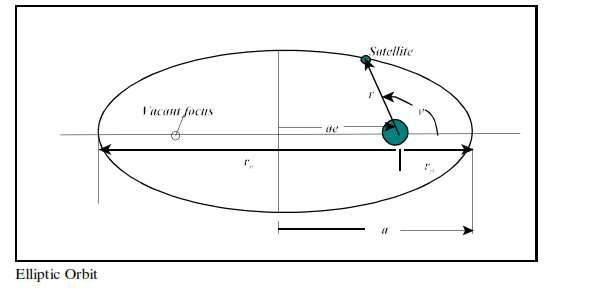 Satellite
Vacant focus
r
ν
ae
r
r
a
Elliptic Orbit